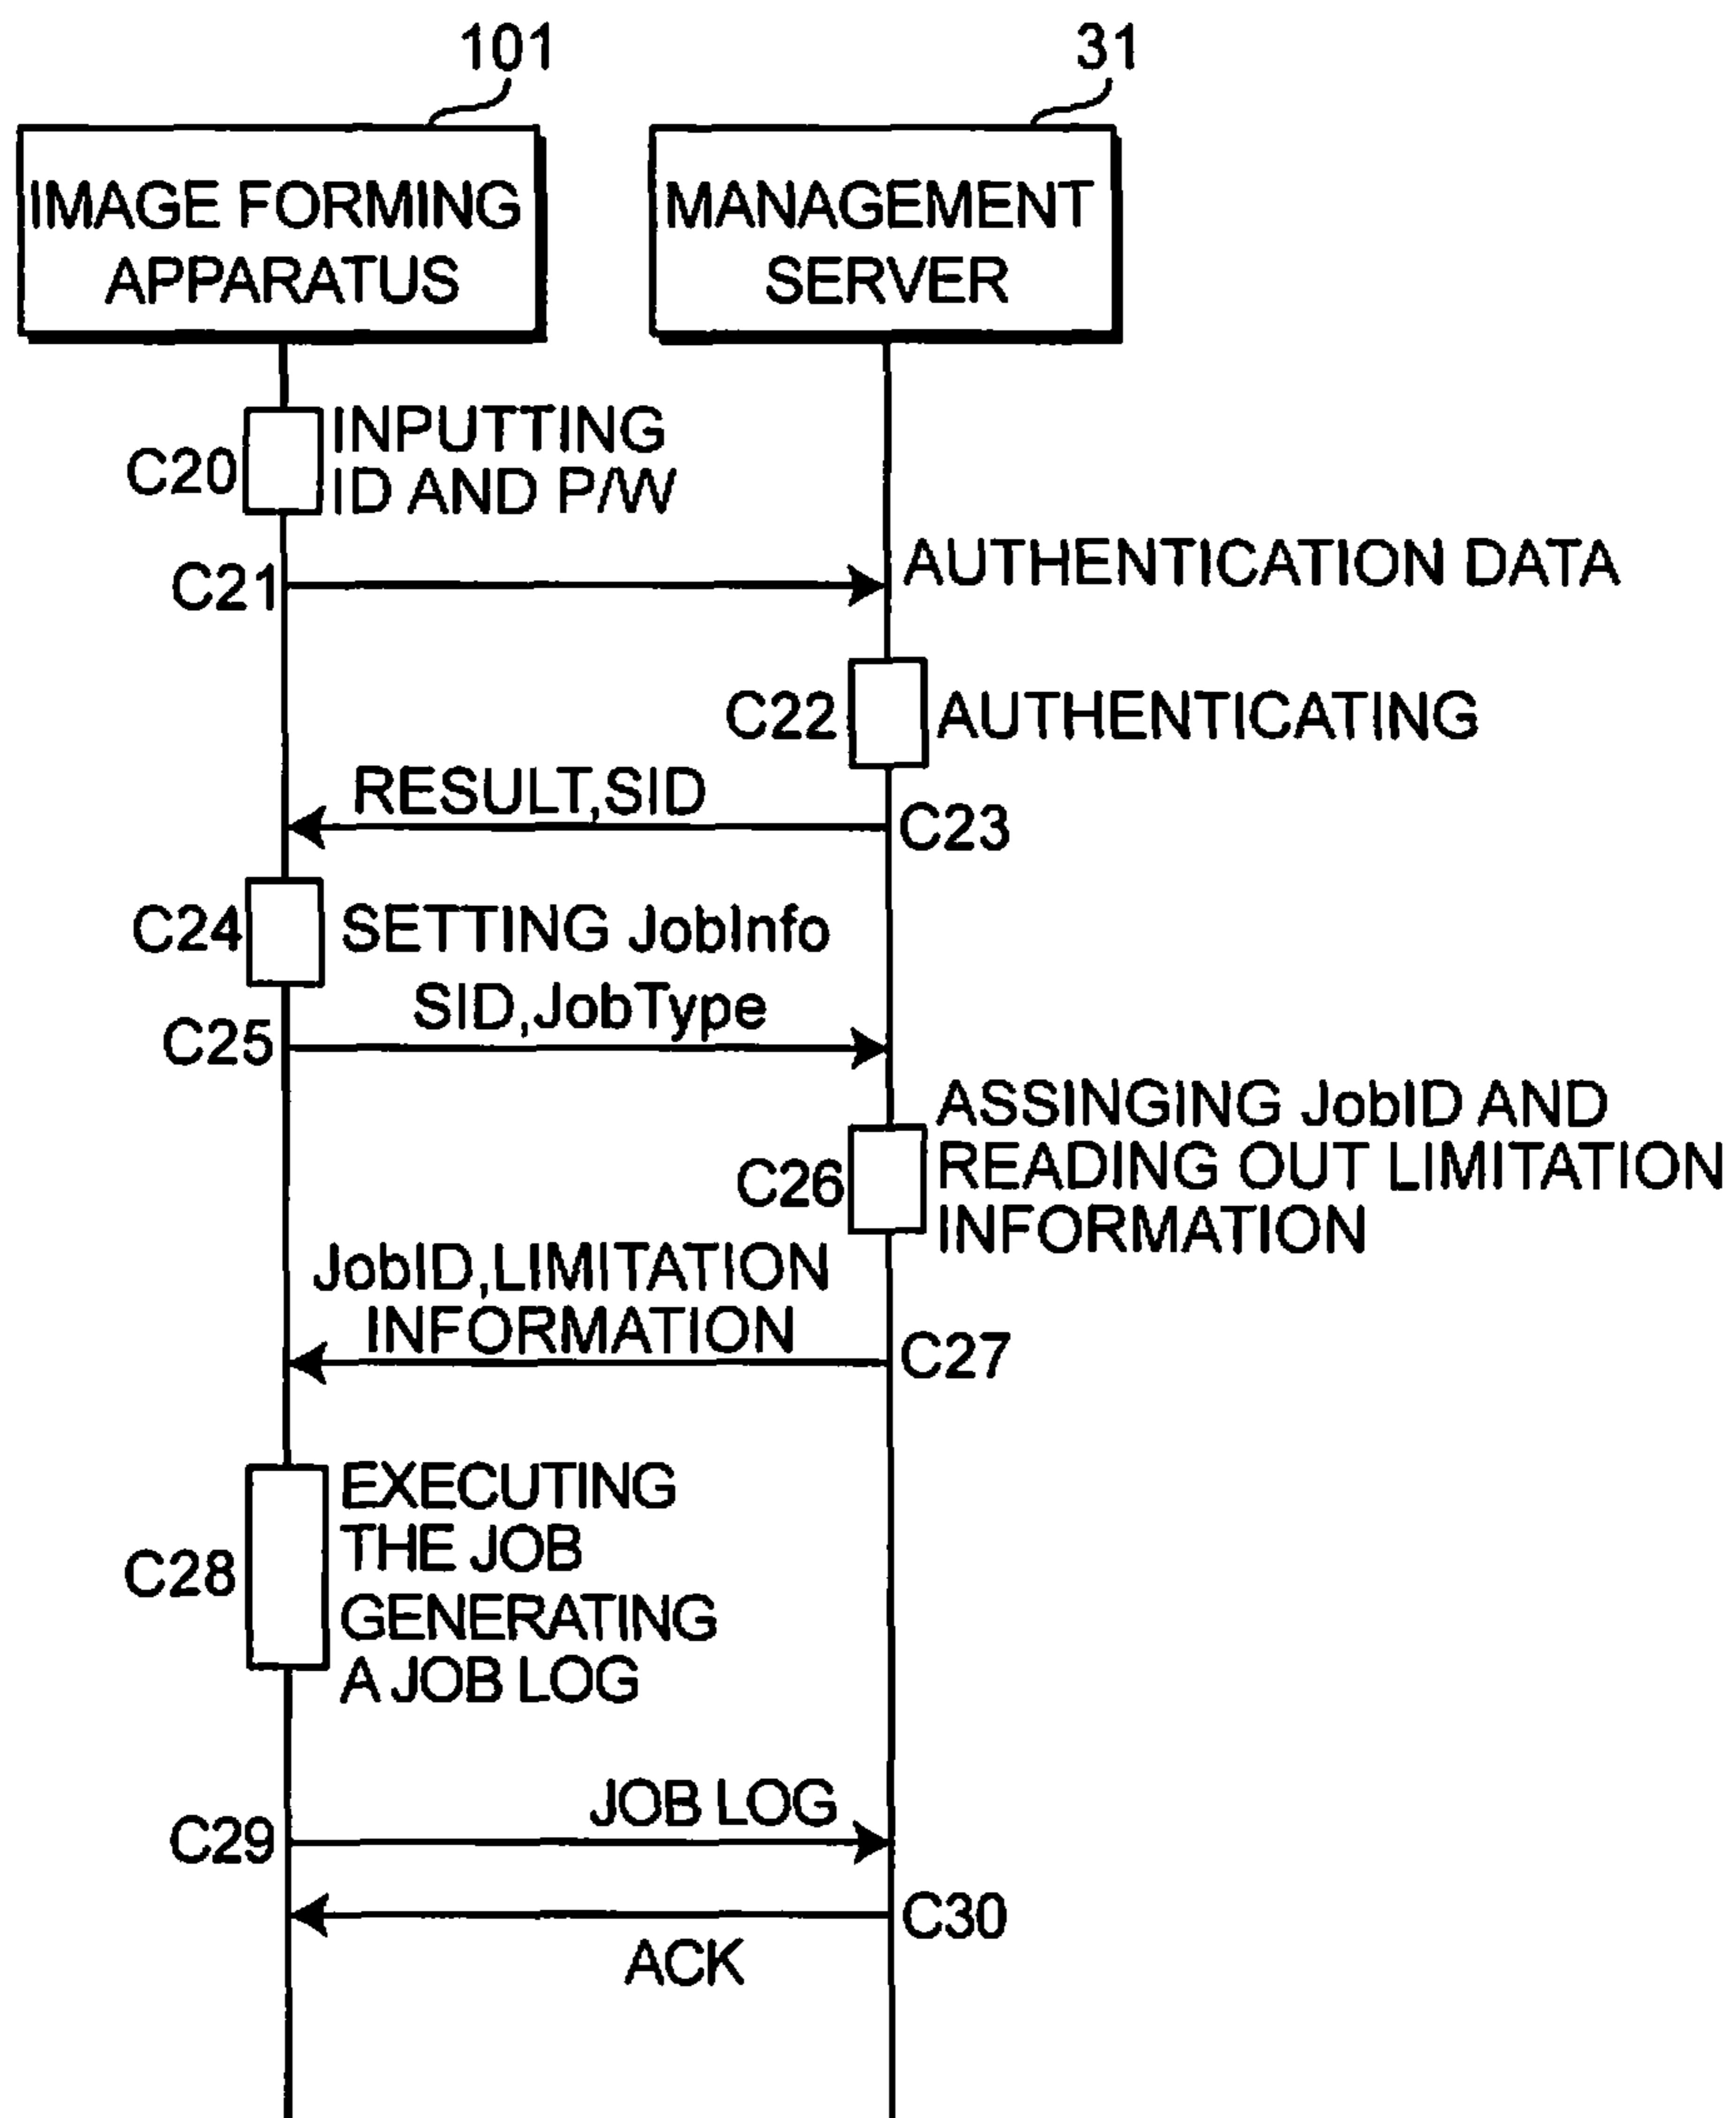 101
31
IMAGE FORMING
APPARATUS
MANAGEMENT
SERVER
C20
INPUTTING
ID AND P/W
C21
AUTHENTICATION DATA
C22
AUTHENTICATING
RESULT,SID
C23
C24
SETTING JobInfo
SID,JobType
C25
ASSINGING JobID AND
READING OUT LIMITATION
INFORMATION
C26
JobID,LIMITATION
INFORMATION
C27
C28
EXECUTING
THE JOB
GENERATING
A JOB LOG
JOB LOG
C29
C30
ACK